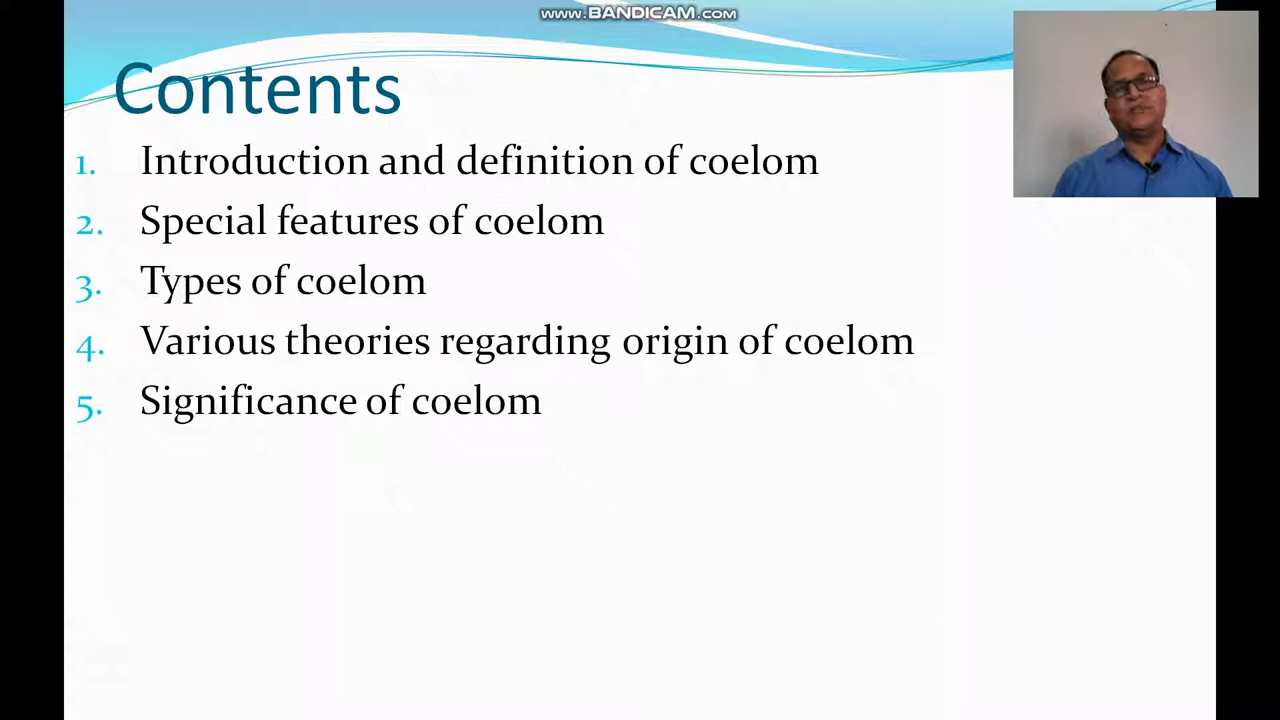 www.BANDICAM.com
Contents
1. Introduction and definition of coelom
2. Special features of coelom
3. Types of coelom
4. Various theories regarding origin of coelom
5. Significance of coelom